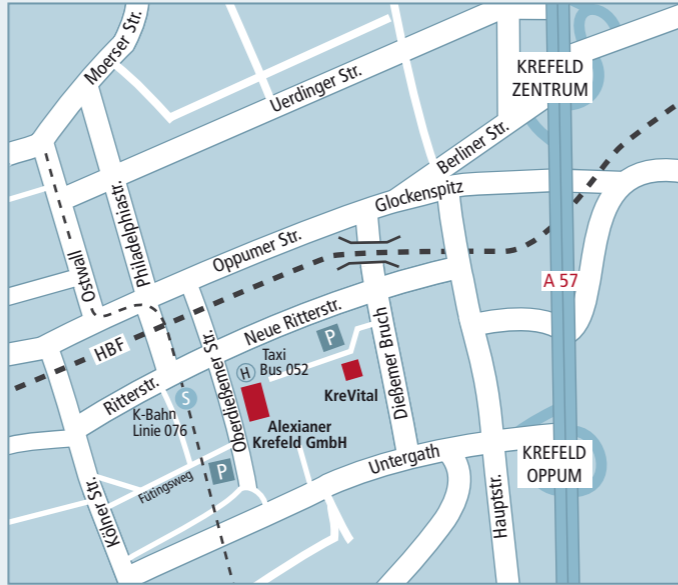 Moerser Str.
Uerdinger Str.
KREFELD
ZENTRUM
Berliner Str.
Glockenspitz
Philadelphiastr.
Ostwall
Oppumer Str.
A 57
HBF
Neue Ritterstr.
Ritterstr.
Oberdießemer Str.
P
H
Taxi
Bus 052
Dießemer Bruch
KreVital
S
K-Bahn
Linie 076
Alexianer
Krefeld GmbH
Untergath
KREFELD
OPPUM
P
Fütingsweg
Kölner Str.
Hauptstr.